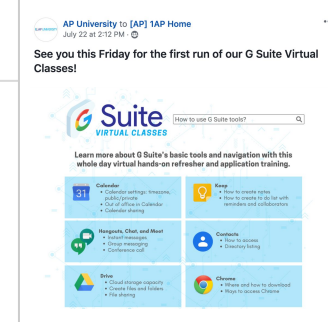 AP University to [AP] 1AP Home
July 22 at 2:12 PM ·
See you this Friday for the first run of our G Suite Virtual
Classes!
G Suite
VIRTUAL CLASSES
How to use G Suite tools?
Learn more about G Suite's basic tools and navigation with this
whole day virtual hands-on refresher and application training.
31
Calendar
• Calendar settings: timezone,
public/private
• Out of office in Calendar
• Calendar sharing
Keep
• How to create notes
• How to create to do list with
reminders and collaborators
Hangouts, Chat, and Meet
• Instant messages
• Group messaging
• Conference call
Contacts
• How to access
• Directory listing
Drive
• Cloud storage capacity
• Create files and folders
• File sharing
Chrome
• Where and how to download
• Ways to access Chrome